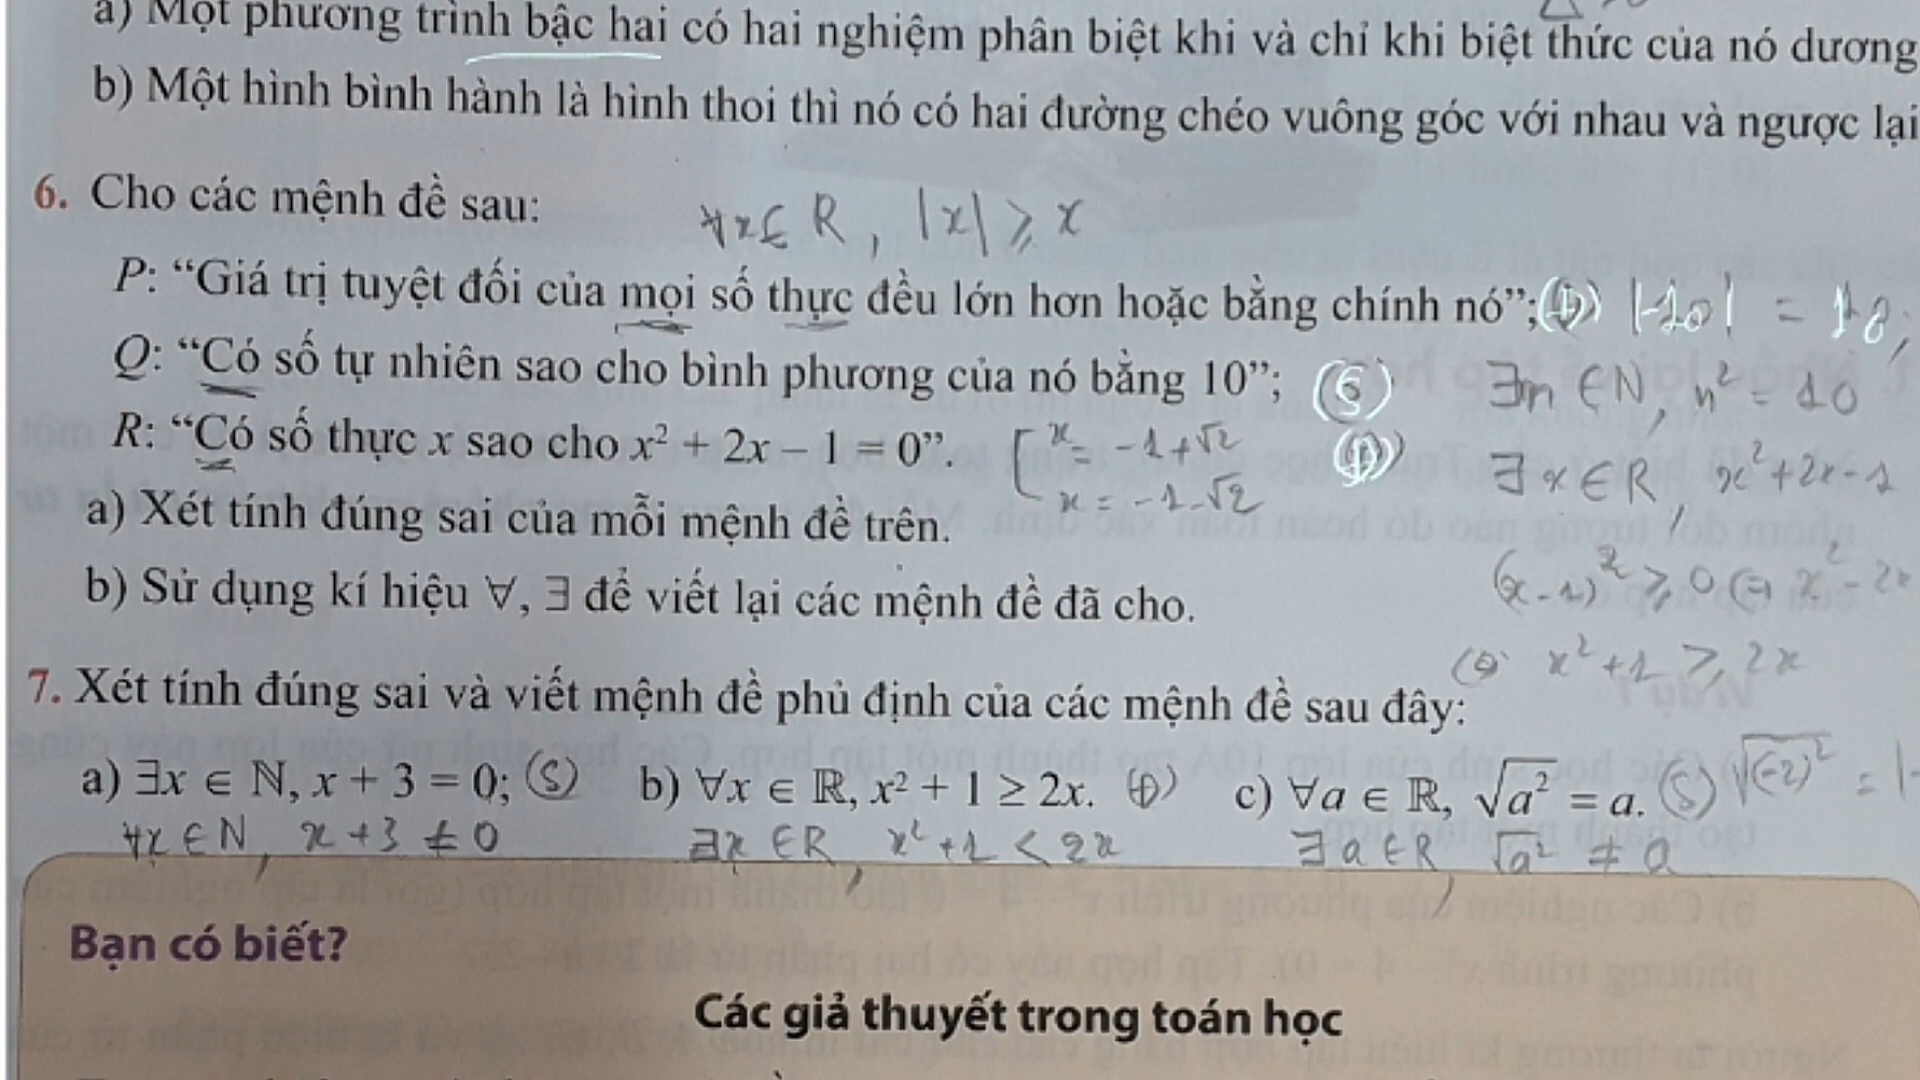 a) Một phương trình bậc hai có hai nghiệm phân biệt khi và chỉ khi biệt thức của nó dương
b) Một hình bình hành là hình thoi thì nó có hai đường chéo vuông góc với nhau và ngược lại
6. Cho các mệnh đề sau:
∀x∈ R, |x| ⩾ x
P: “Giá trị tuyệt đối của mọi số thực đều lớn hơn hoặc bằng chính nó”; (Đ) |-10| = 10,
Q: “Có số tự nhiên sao cho bình phương của nó bằng 10”; (S) ∃n ∈N, n² = 10
R: “Có số thực x sao cho x² + 2x – 1 = 0”. [x = -1+√2 (Đ) ∃x∈R, x²+2x-1
x = -1-√2
a) Xét tính đúng sai của mỗi mệnh đề trên.
(x-1)² ⩾ 0 ⇔ x² - 2x
b) Sử dụng kí hiệu ∀, ∃ để viết lại các mệnh đề đã cho.
⇔ x² +1 ⩾ 2x
7. Xét tính đúng sai và viết mệnh đề phủ định của các mệnh đề sau đây:
a) ∃x ∈ ℕ, x + 3 = 0; (S) b) ∀x ∈ ℝ, x² + 1 ≥ 2x. (Đ) c) ∀a ∈ ℝ, √a² = a. (S) √(-2)² = |-
∀x ∈N, x +3 ≠ 0 ∃x ∈R, x² +1 < 2x ∃a ∈R, √a² ≠ a
Bạn có biết?
Các giả thuyết trong toán học